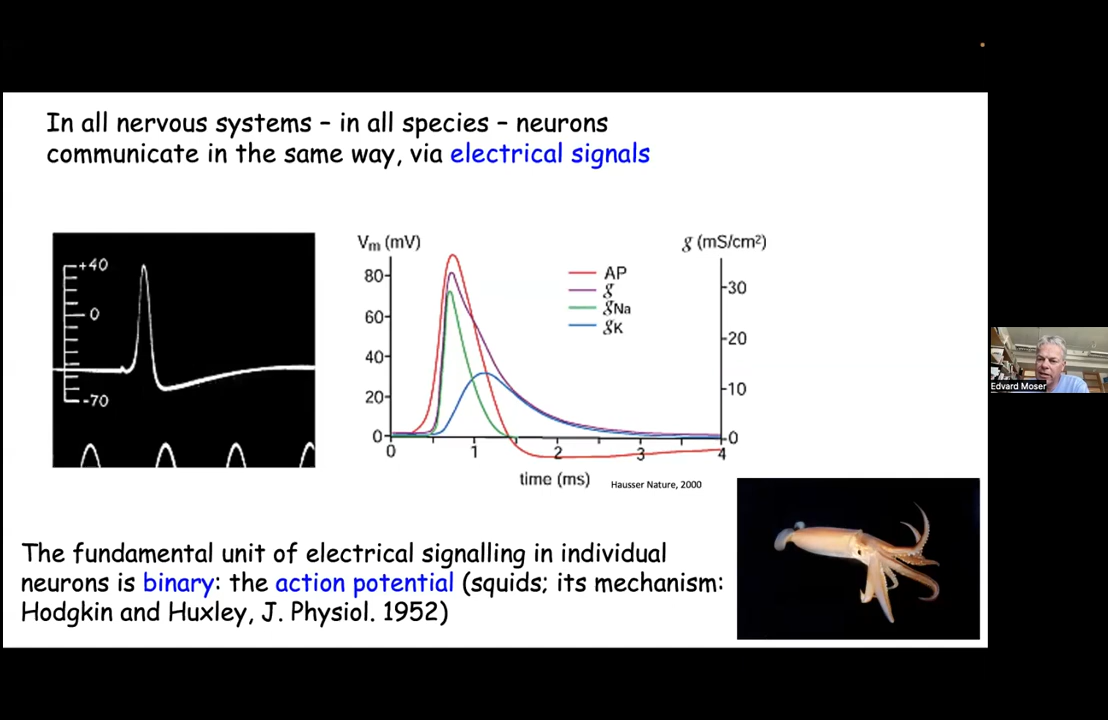 In all nervous systems – in all species – neurons
communicate in the same way, via electrical signals
+40
0
-70
Vm (mV)
80
60
40
20
0
0 1 2 3 4
time (ms)
g (mS/cm²)
30
20
10
0
AP
g
gNa
gK
Hausser Nature, 2000
Edvard Moser
The fundamental unit of electrical signalling in individual
neurons is binary: the action potential (squids; its mechanism:
Hodgkin and Huxley, J. Physiol. 1952)